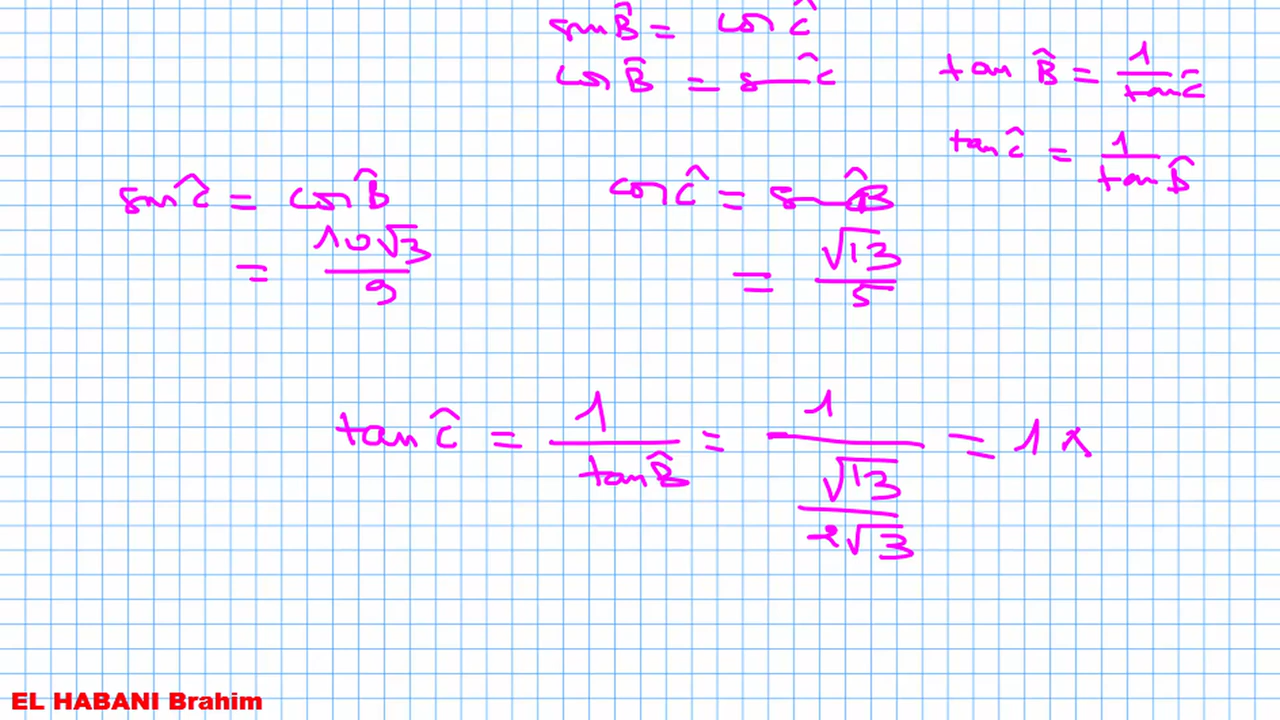 sin B̂ = cos Ĉ
cos B̂ = sin Ĉ
tan B̂ = 1/tan Ĉ
tan Ĉ = 1/tan B̂
sin Ĉ = cos B̂
= 10√3/9
cos Ĉ = sin B̂
= √13/5
tan Ĉ = 1/tan B̂ = 1/(√13/2√3) = 1 ×
EL HABANI Brahim